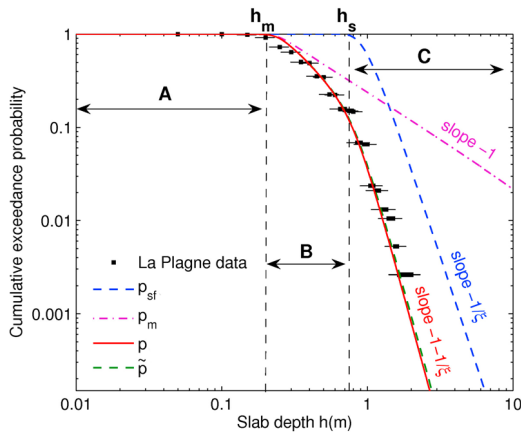 h_m h_s
1
0.1
0.01
0.001
Cumulative exceedance probability
A
B
C
slope -1
slope -1/ξ
slope -1-1/ξ
La Plagne data
p_sf
p_m
p
p̃
0.01 0.1 1 10
Slab depth h(m)